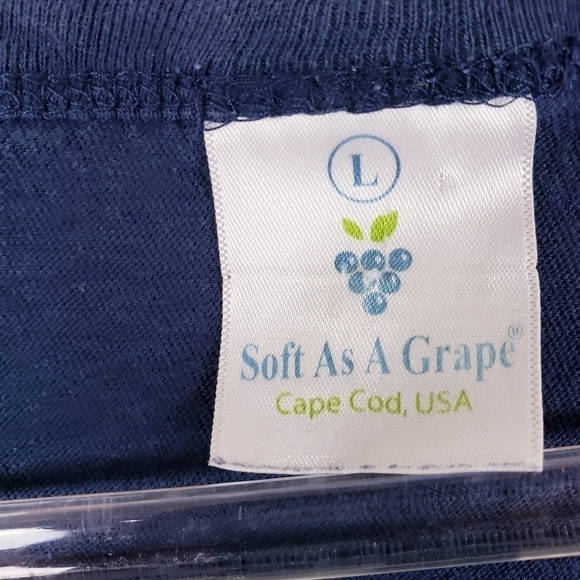 L
Soft As A Grape®
Cape Cod, USA